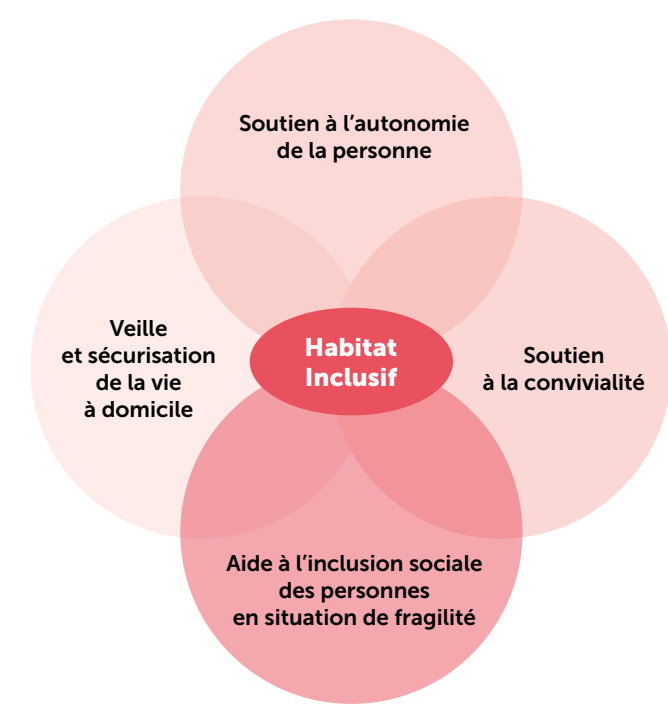 Soutien à l’autonomie
de la personne
Veille
et sécurisation
de la vie
à domicile
Habitat
Inclusif
Soutien
à la convivialité
Aide à l’inclusion sociale
des personnes
en situation de fragilité